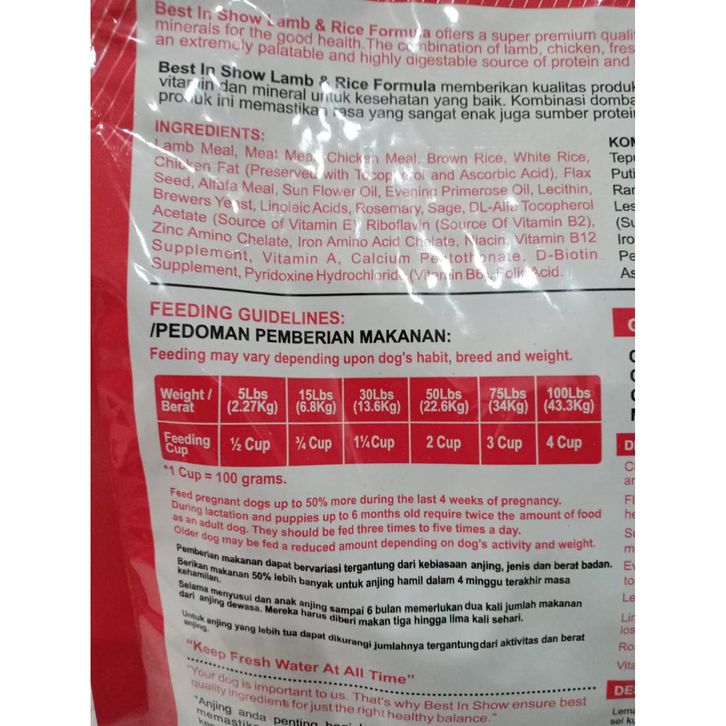 Best In Show Lamb & Rice Formula offers a super premium
minerals for the good health.The combination of lamb, chicken,
an extremely palatable and highly digestable source of protein and
Best In Show Lamb & Rice Formula memberikan kualitas
vitamin dan mineral untuk kesehatan yang baik. Kombinasi
produk ini memastikan rasa yang sangat enak juga sumber
INGREDIENTS:
Lamb Meal, Meat Meal, Chicken Meal, Brown Rice, White Rice,
Chicken Fat (Preserved with Tocopherol and Ascorbic Acid), Flax
Seed, Alfafa Meal, Sun Flower Oil, Evening Primerose Oil, Lecithin,
Brewers Yeast, Linoleic Acids, Rosemary, Sage, DL-Alfa Tocopherol
Acetate (Source of Vitamin E), Riboflavin (Source Of Vitamin B2),
Zinc Amino Chelate, Iron Amino Acid Chelate, Niacin, Vitamin B12
Supplement, Vitamin A, Calcium Pentothenate, D-Biotin
Supplement, Pyridoxine Hydrochloride (Vitamin B6), Folic Acid.
FEEDING GUIDELINES:
/PEDOMAN PEMBERIAN MAKANAN:
Feeding may vary depending upon dog's habit, breed and weight.
Weight / 5Lbs 15Lbs 30Lbs 50Lbs 75Lbs 100Lbs
Berat (2.27Kg) (6.8Kg) (13.6Kg) (22.6Kg) (34Kg) (43.3Kg)
Feeding Cup ½ Cup ¾ Cup 1¼Cup 2 Cup 3 Cup 4 Cup
*1 Cup = 100 grams.
Feed pregnant dogs up to 50% more during the last 4 weeks of pregnancy.
During lactation and puppies up to 6 months old require twice the amount of food
as an adult dog. They should be fed three times to five times a day.
Older dog may be fed a reduced amount depending on dog's activity and weight.
Pemberian makanan dapat bervariasi tergantung dari kebiasaan anjing, jenis dan berat badan.
Berikan makanan 50% lebih banyak untuk anjing hamil dalam 4 minggu terakhir masa
kehamilan.
Selama menyusui dan anak anjing sampai 6 bulan memerlukan dua kali jumlah makanan
dari anjing dewasa. Mereka harus diberi makan tiga hingga lima kali sehari.
Untuk anjing yang lebih tua dapat dikurangi jumlahnya tergantung dari aktivitas dan berat
anjing.
"Keep Fresh Water At All Time"
"Your dog is important to us. That's why Best In Show ensure best
quality ingredients for just the right healthy balance."
"Anjing anda penting